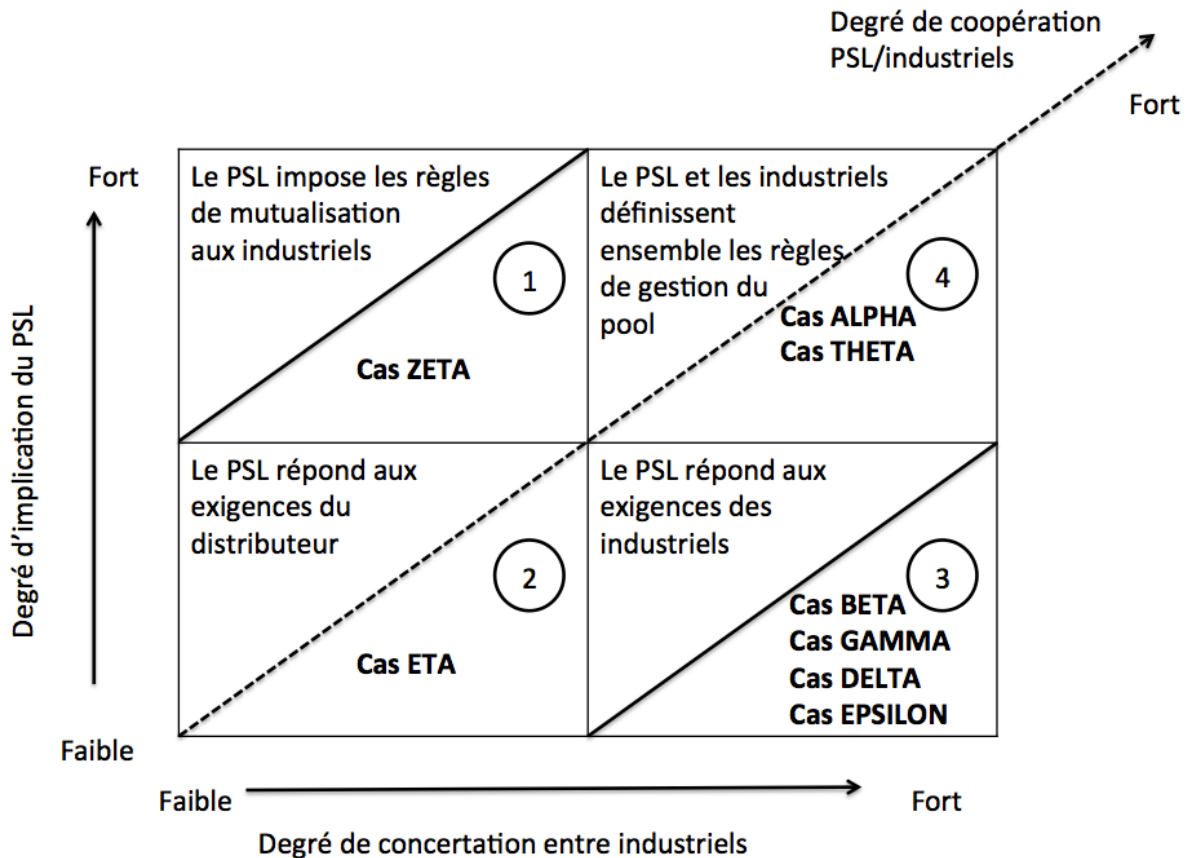 Degré de coopération
PSL/industriels
Fort
Fort
Le PSL impose les règles
de mutualisation
aux industriels
1
Cas ZETA
Le PSL et les industriels
définissent
ensemble les règles
de gestion du
pool
4
Cas ALPHA
Cas THETA
Degré d'implication du PSL
Le PSL répond aux
exigences du
distributeur
2
Cas ETA
Le PSL répond aux
exigences des
industriels
3
Cas BETA
Cas GAMMA
Cas DELTA
Cas EPSILON
Faible
Faible
Fort
Degré de concertation entre industriels